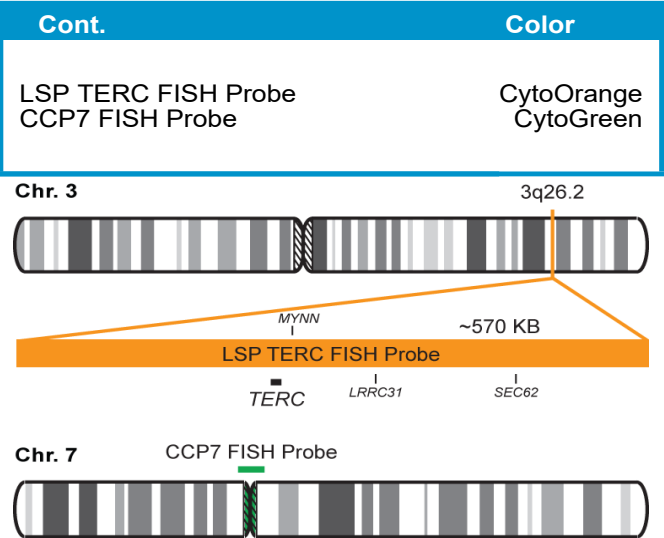 Cont. Color
LSP TERC FISH Probe CytoOrange
CCP7 FISH Probe CytoGreen
Chr. 3 3q26.2
MYNN ~570 KB
LSP TERC FISH Probe
TERC LRRC31 SEC62
Chr. 7 CCP7 FISH Probe